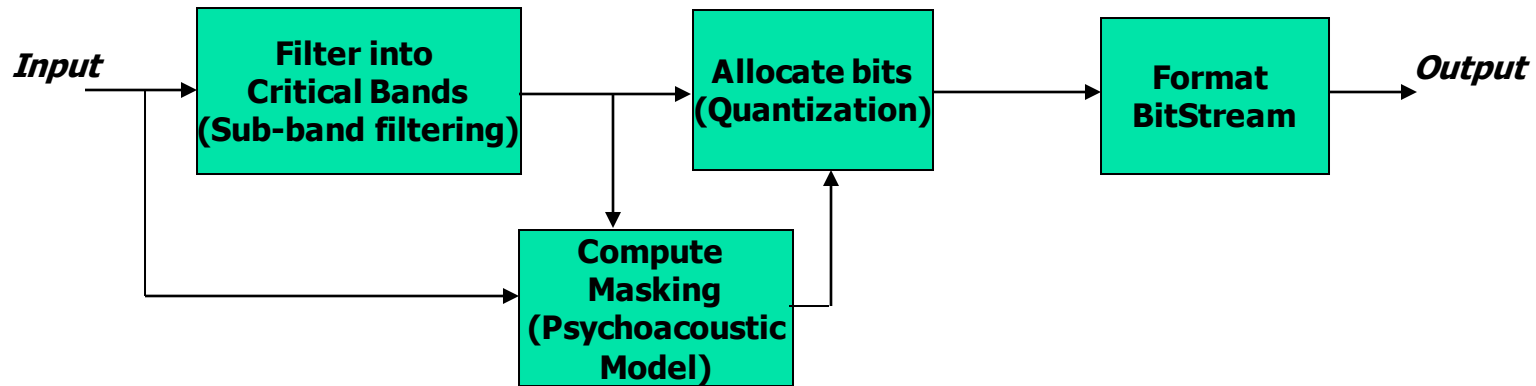 Input
Filter into
Critical Bands
(Sub-band filtering)
Allocate bits
(Quantization)
Format
BitStream
Output
Compute
Masking
(Psychoacoustic
Model)